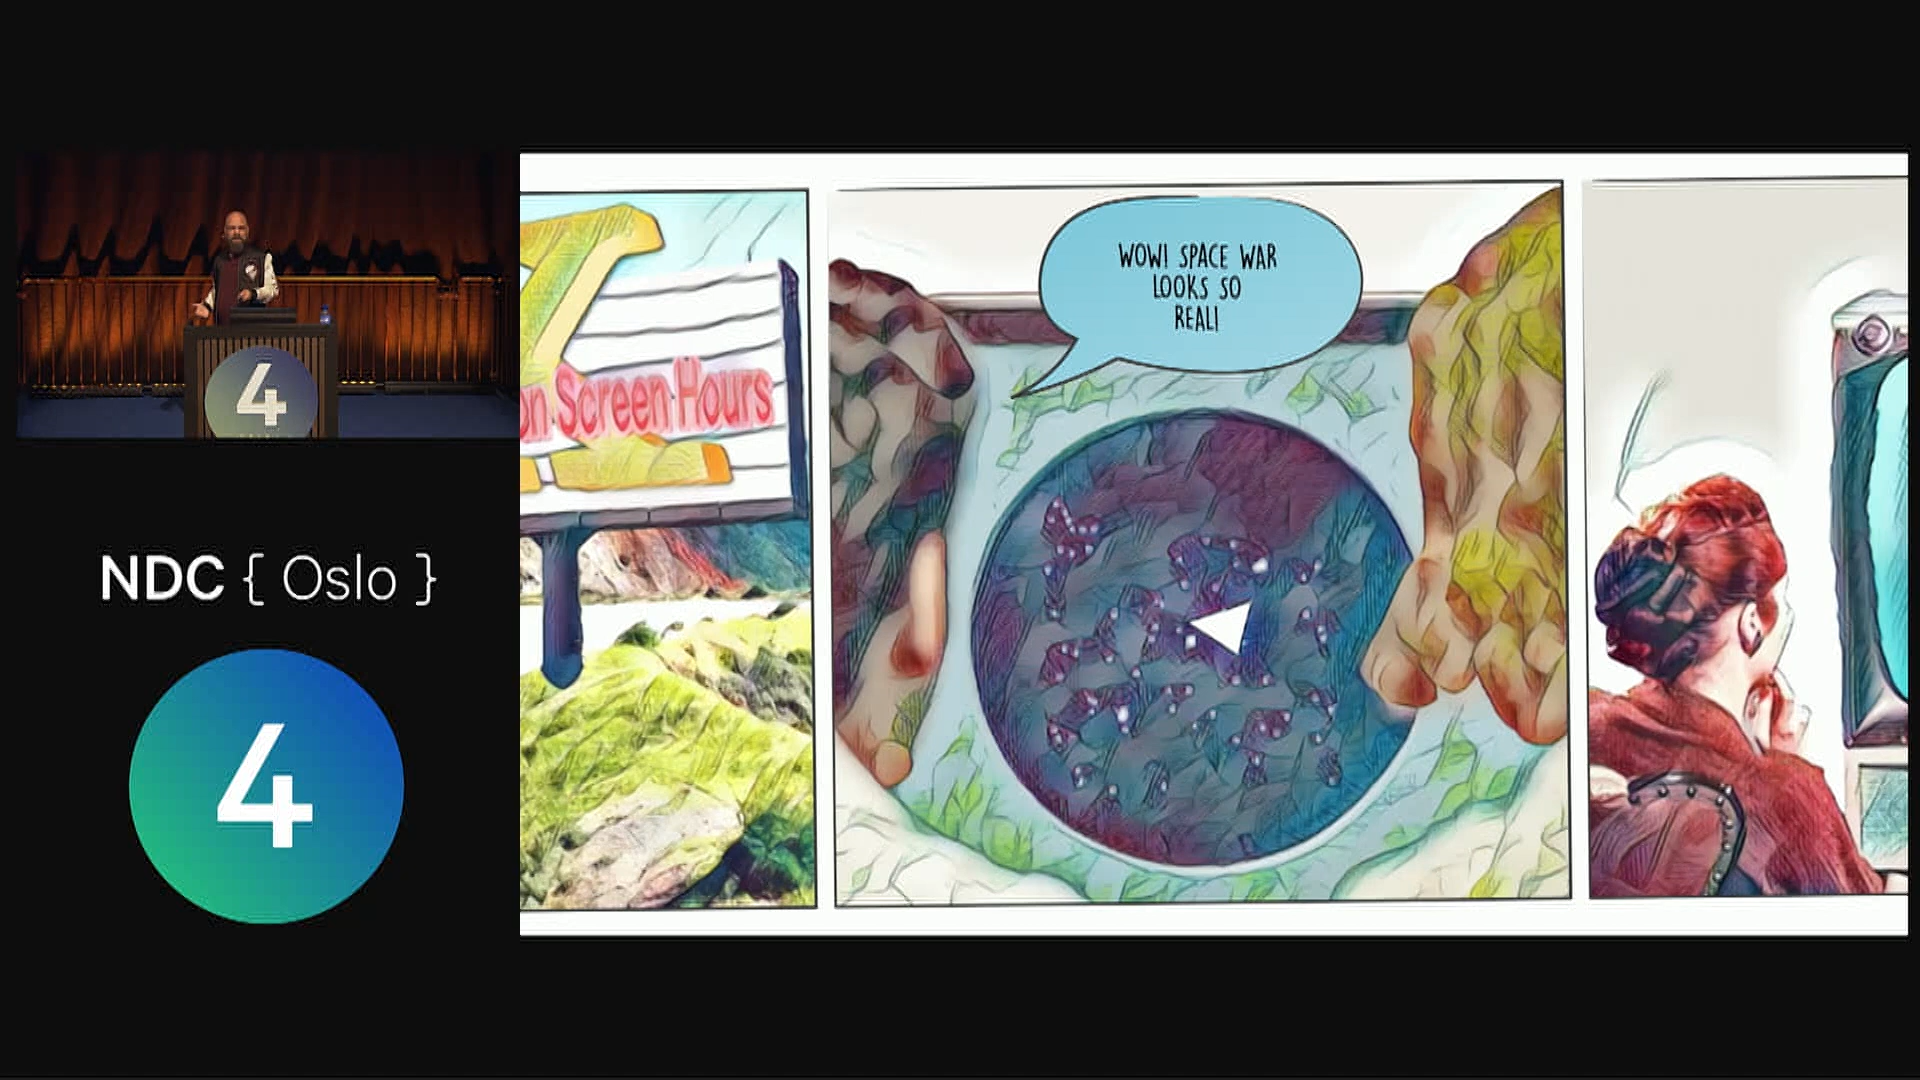 4
NDC { Oslo }
4
on Screen Hours
WOW! SPACE WAR
LOOKS SO
REAL!